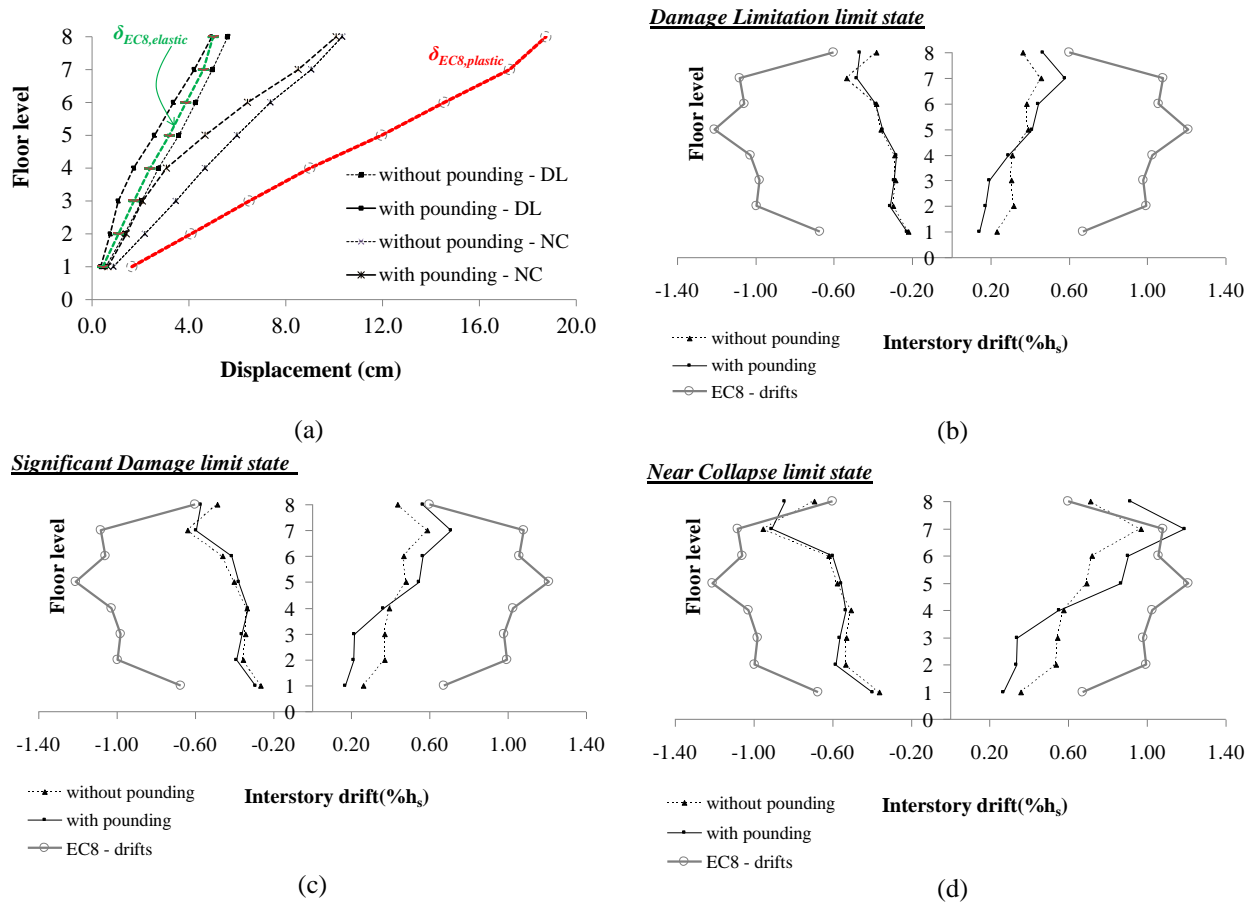 δEC8,elastic
δEC8,plastic
Floor level
8
7
6
5
4
3
2
1
0
0.0 4.0 8.0 12.0 16.0 20.0
Displacement (cm)
without pounding - DL
with pounding - DL
without pounding - NC
with pounding - NC
(a)
Damage Limitation limit state
Floor level
8
7
6
5
4
3
2
1
0
-1.40 -1.00 -0.60 -0.20 0.20 0.60 1.00 1.40
Interstory drift(%hs)
without pounding
with pounding
EC8 - drifts
(b)
Significant Damage limit state
Floor level
8
7
6
5
4
3
2
1
0
-1.40 -1.00 -0.60 -0.20 0.20 0.60 1.00 1.40
Interstory drift(%hs)
without pounding
with pounding
EC8 - drifts
(c)
Near Collapse limit state
Floor level
8
7
6
5
4
3
2
1
0
-1.40 -1.00 -0.60 -0.20 0.20 0.60 1.00 1.40
Interstory drift(%hs)
without pounding
with pounding
EC8 - drifts
(d)